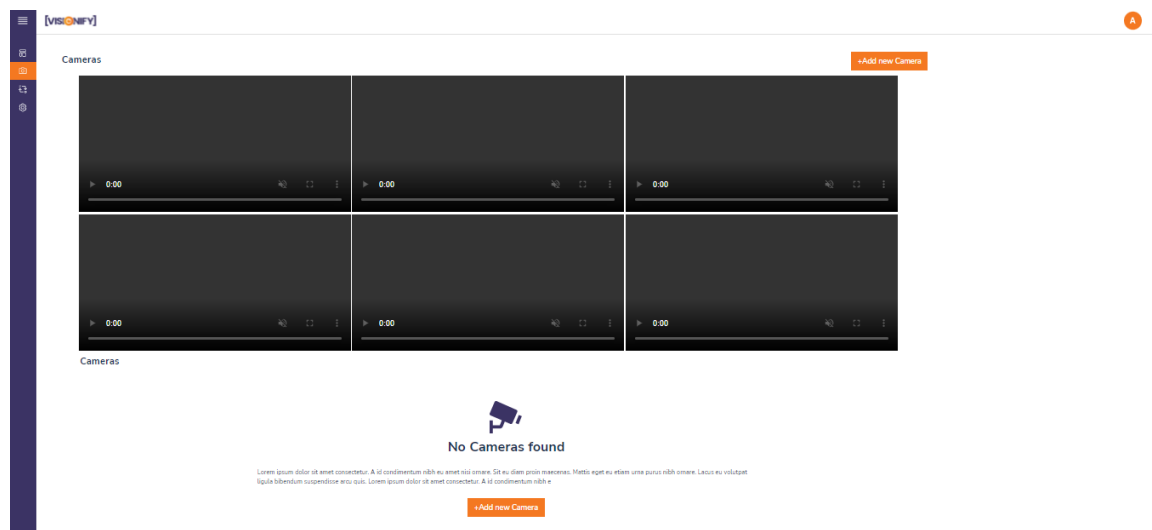 [VISIONIFY]
A
Cameras
+Add new Camera
0:00
0:00
0:00
0:00
0:00
0:00
Cameras
No Cameras found
Lorem ipsum dolor sit amet consectetur. A id condimentum nibh eu amet nisi ornare. Sit eu diam proin maecenas. Mattis eget eu etiam urna purus nibh ornare. Lacus eu volutpat
ligula bibendum suspendisse arcu quis. Lorem ipsum dolor sit amet consectetur. A id condimentum nibh e
+Add new Camera